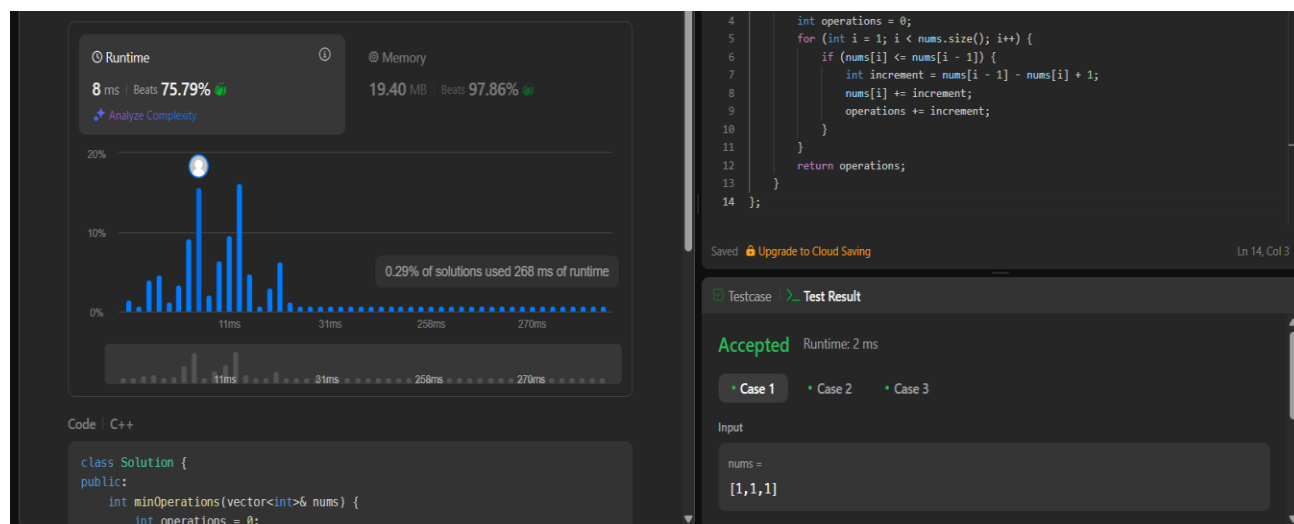 Runtime
8 ms | Beats 75.79%
Analyze Complexity
Memory
19.40 MB | Beats 97.86%
20%
10%
0%
0.29% of solutions used 268 ms of runtime
11ms 31ms 258ms 270ms
11ms 31ms 258ms 270ms
Code | C++
class Solution {
public:
    int minOperations(vector<int>& nums) {
        int operations = 0;
4 int operations = 0;
5 for (int i = 1; i < nums.size(); i++) {
6 if (nums[i] <= nums[i - 1]) {
7 int increment = nums[i - 1] - nums[i] + 1;
8 nums[i] += increment;
9 operations += increment;
10 }
11 }
12 return operations;
13 }
14 };
Saved Upgrade to Cloud Saving Ln 14, Col 3
Testcase | >_ Test Result
Accepted Runtime: 2 ms
• Case 1 • Case 2 • Case 3
Input
nums =
[1,1,1]